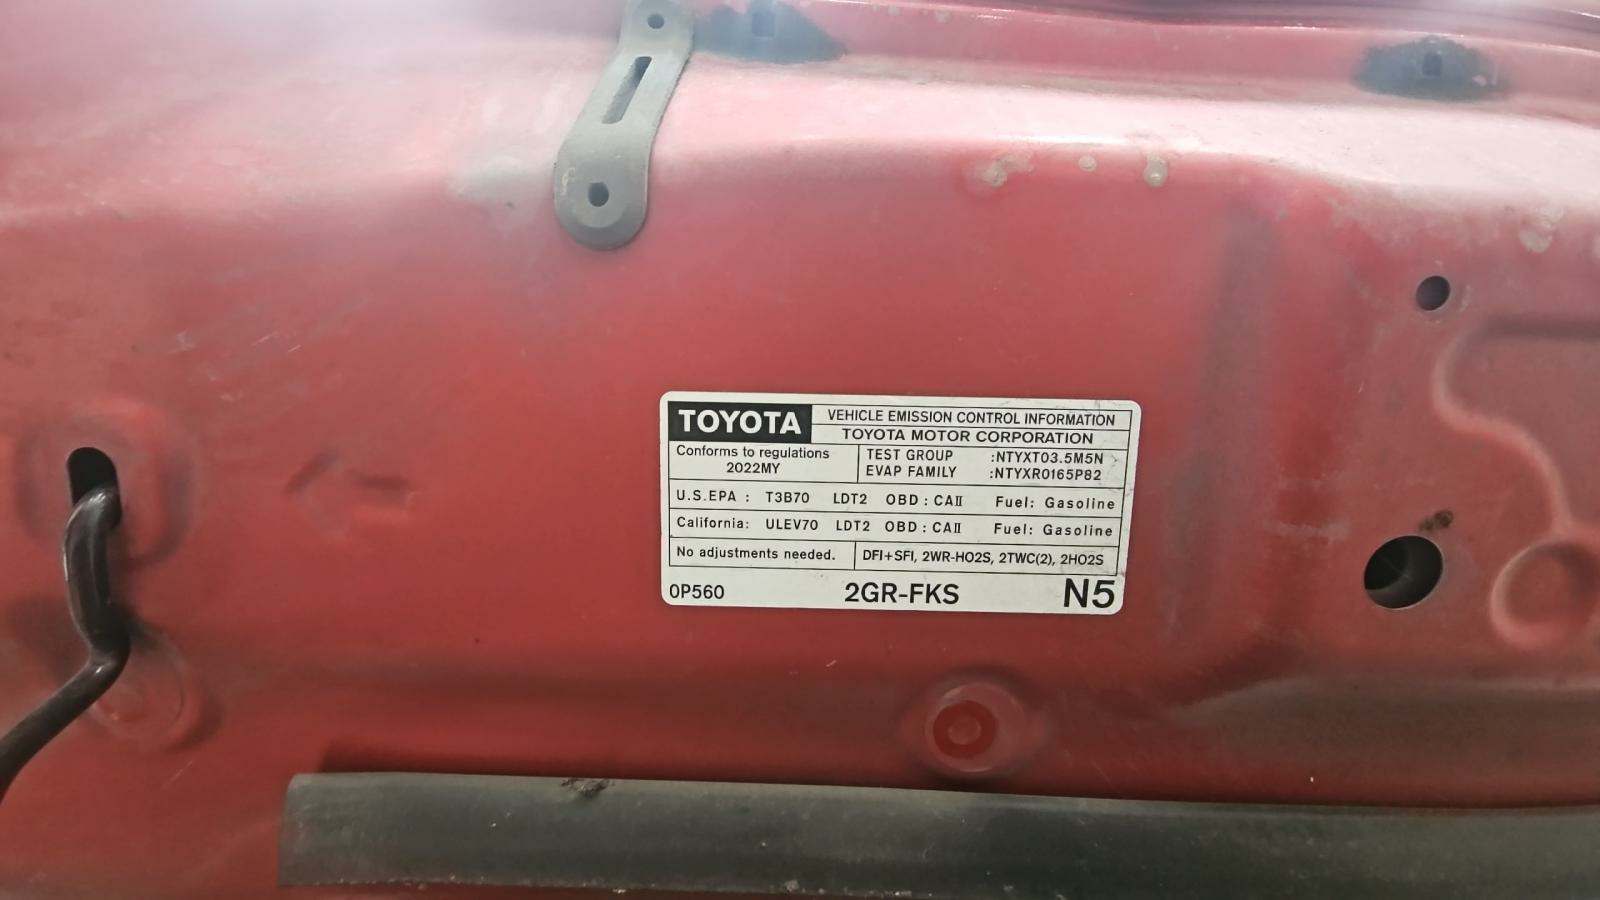 TOYOTA VEHICLE EMISSION CONTROL INFORMATION
TOYOTA MOTOR CORPORATION
Conforms to regulations
2022MY
TEST GROUP :NTYXT03.5M5N
EVAP FAMILY :NTYXR0165P82
U.S.EPA : T3B70 LDT2 OBD : CAII Fuel: Gasoline
California: ULEV70 LDT2 OBD : CAII Fuel: Gasoline
No adjustments needed. DFI+SFI, 2WR-HO2S, 2TWC(2), 2HO2S
0P560 2GR-FKS N5